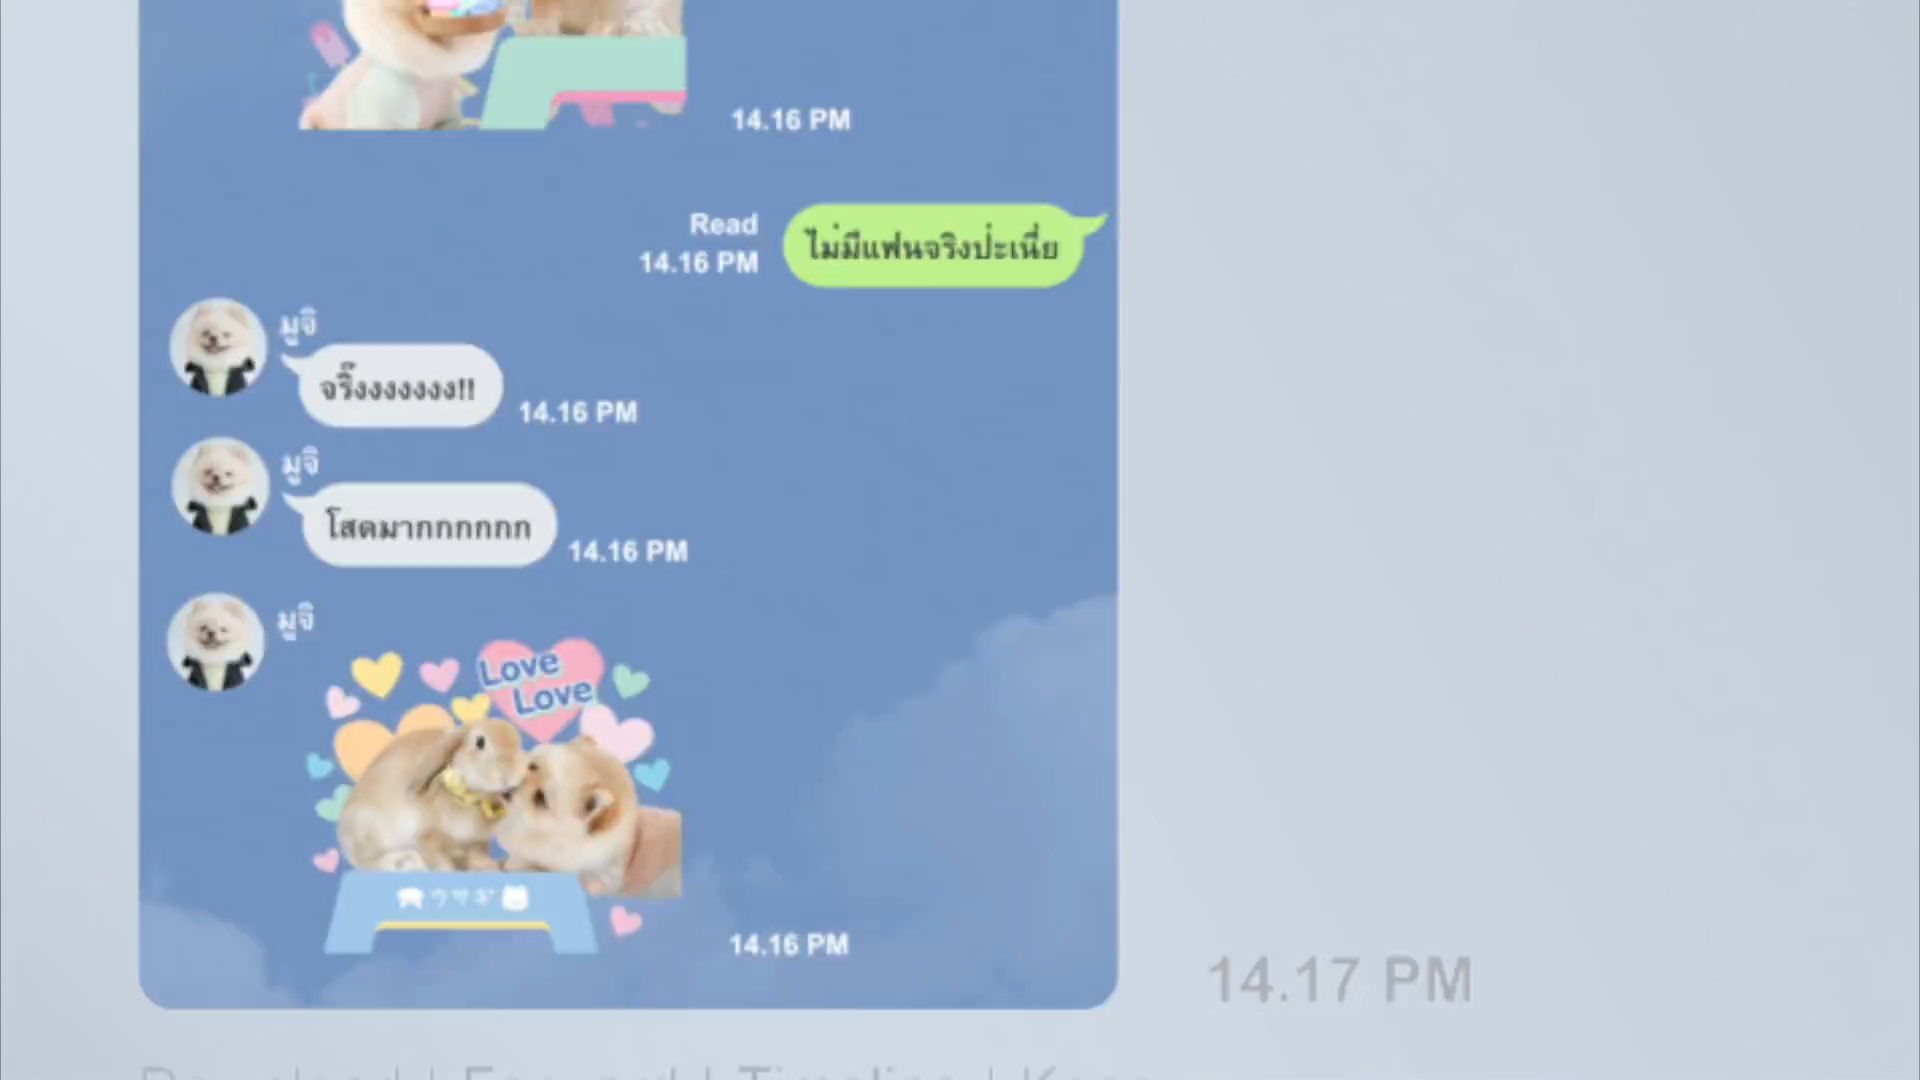 14.16 PM
Read
14.16 PM
ไม่มีแฟนจริงป่ะเนี่ย
มูจิ
จริ๊งงงงงงง!!
14.16 PM
มูจิ
โสดมากกกกกก
14.16 PM
มูจิ
Love
Love
ウサギ
14.16 PM
14.17 PM